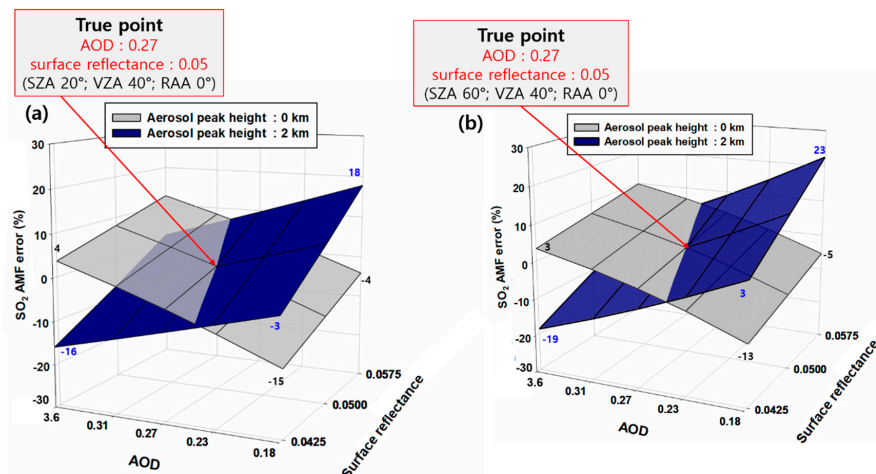 True point
AOD : 0.27
surface reflectance : 0.05
(SZA 20°; VZA 40°; RAA 0°)
(a)
Aerosol peak height : 0 km
Aerosol peak height : 2 km
30
20
10
0
-10
-20
-30
SO2 AMF error (%)
4
18
-4
-3
-16
-15
3.6
0.31
0.27
0.23
0.18
AOD
0.0575
0.0500
0.0425
Surface reflectance
True point
AOD : 0.27
surface reflectance : 0.05
(SZA 60°; VZA 40°; RAA 0°)
(b)
Aerosol peak height : 0 km
Aerosol peak height : 2 km
30
20
10
0
-10
-20
-30
SO2 AMF error (%)
3
23
-5
3
-19
-13
3.6
0.31
0.27
0.23
0.18
AOD
0.0575
0.0500
0.0425
Surface reflectance